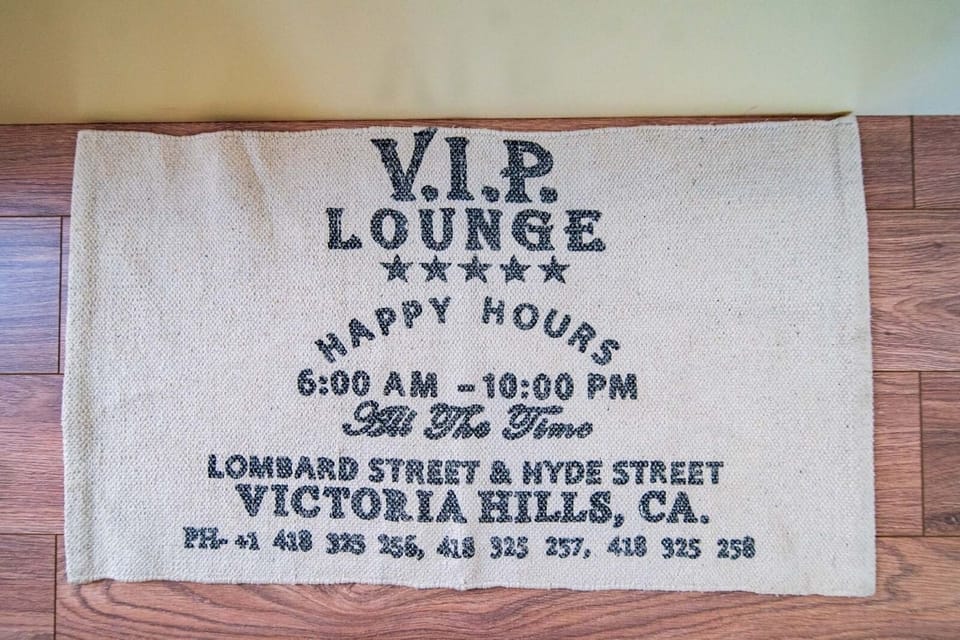 V.I.P.
LOUNGE
★★★★★
HAPPY HOURS
6:00 AM - 10:00 PM
All The Time
LOMBARD STREET & HYDE STREET
VICTORIA HILLS, CA.
PH- +1 418 325 256, 418 325 257, 418 325 258